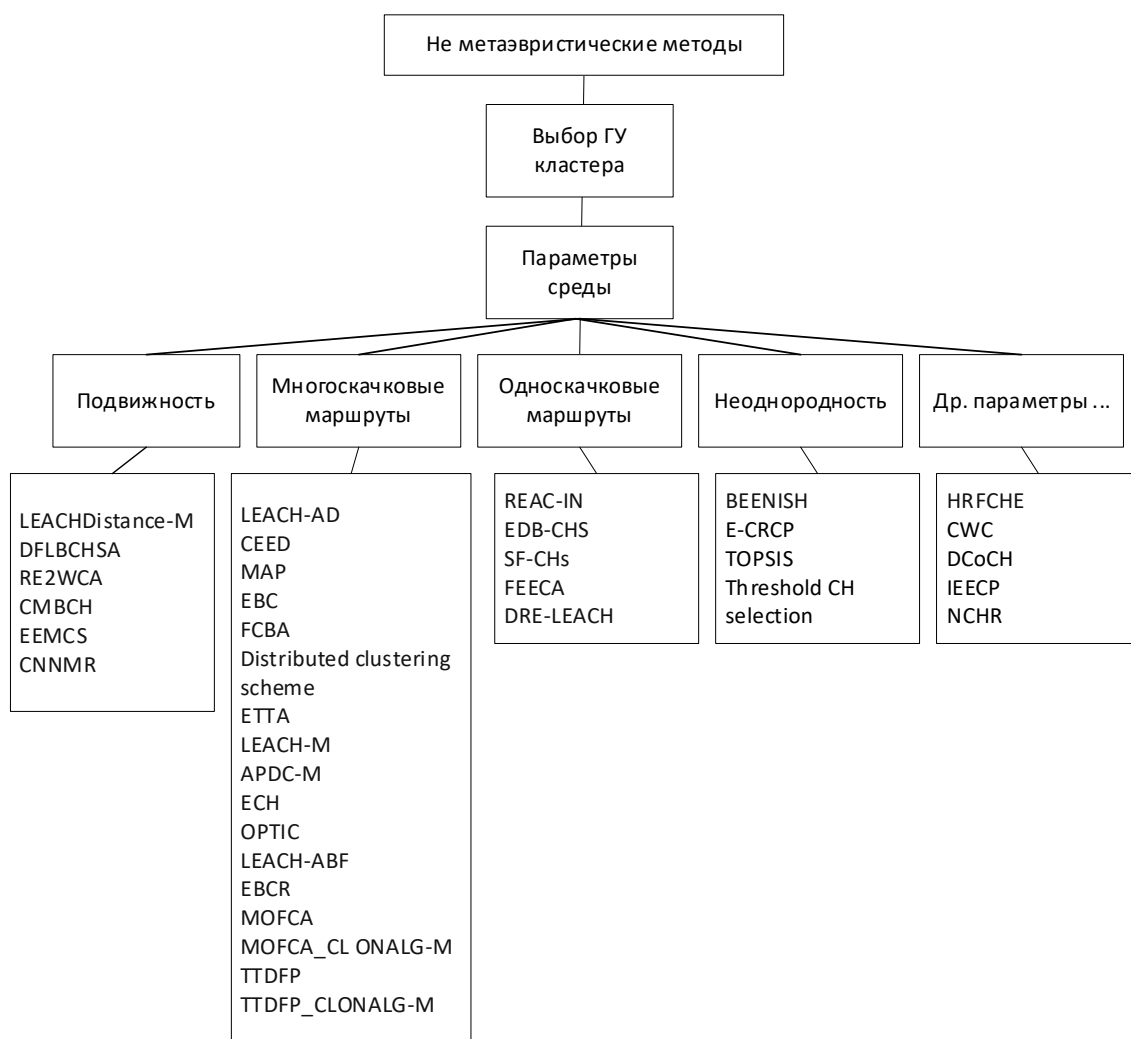 Не метаэвристические методы
Выбор ГУ
кластера
Параметры
среды
Подвижность
Многоскачковые
маршруты
Односкачковые
маршруты
Неоднородность
Др. параметры ...
LEACHDistance-M
DFLBCHSA
RE2WCA
CMBCH
EEMCS
CNNMR
LEACH-AD
CEED
MAP
EBC
FCBA
Distributed clustering
scheme
ETTA
LEACH-M
APDC-M
ECH
OPTIC
LEACH-ABF
EBCR
MOFCA
MOFCA_CL ONALG-M
TTDFP
TTDFP_CLONALG-M
REAC-IN
EDB-CHS
SF-CHs
FEECA
DRE-LEACH
BEENISH
E-CRCP
TOPSIS
Threshold CH
selection
HRFCHE
CWC
DCoCH
IEECP
NCHR